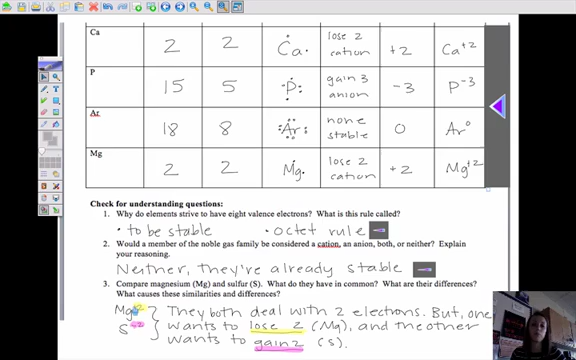 Ca
2
2
Ca
lose 2
cation
+2
Ca+2
P
15
5
P
gain 3
anion
-3
P-3
Ar
18
8
Ar
none
stable
0
Ar0
Mg
2
2
Mg
lose 2
cation
+2
Mg+2
Check for understanding questions:
1. Why do elements strive to have eight valence electrons? What is this rule called?
• to be stable • octet rule
2. Would a member of the noble gas family be considered a cation, an anion, both, or neither? Explain
your reasoning.
Neither, they're already stable
3. Compare magnesium (Mg) and sulfur (S). What do they have in common? What are their differences?
What causes these similarities and differences?
Mg+2 } They both deal with 2 electrons. But, one
S-2 } wants to lose 2 (Mg), and the other
wants to gain 2 (S).